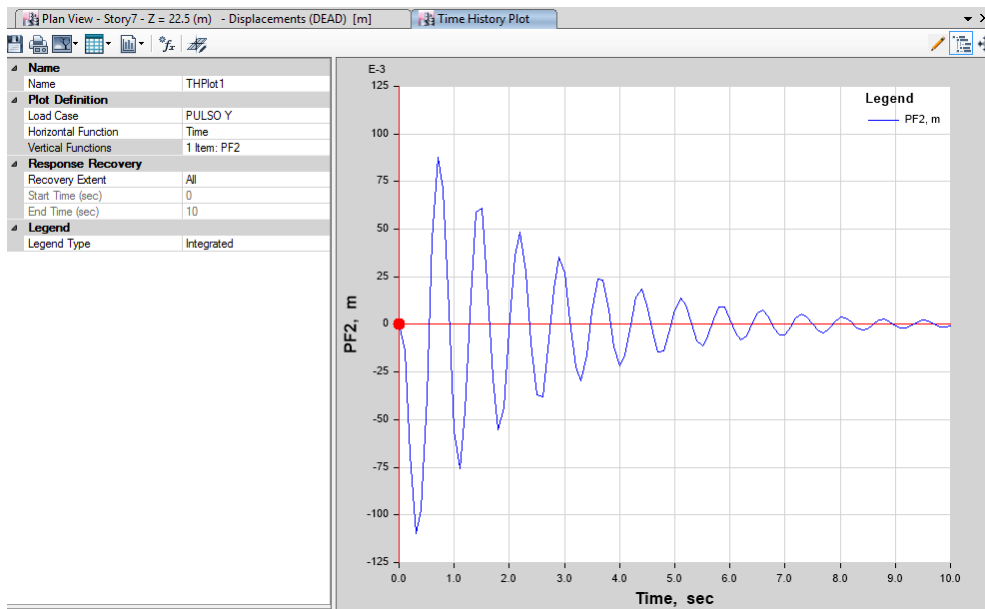 Plan View - Story7 - Z = 22.5 (m) - Displacements (DEAD) [m]
Time History Plot
Name
Name THPlot1
Plot Definition
Load Case PULSO Y
Horizontal Function Time
Vertical Functions 1 Item: PF2
Response Recovery
Recovery Extent All
Start Time (sec) 0
End Time (sec) 10
Legend
Legend Type Integrated
E-3
125
100
75
50
25
0
-25
-50
-75
-100
-125
PF2, m
Legend
PF2, m
0.0 1.0 2.0 3.0 4.0 5.0 6.0 7.0 8.0 9.0 10.0
Time, sec